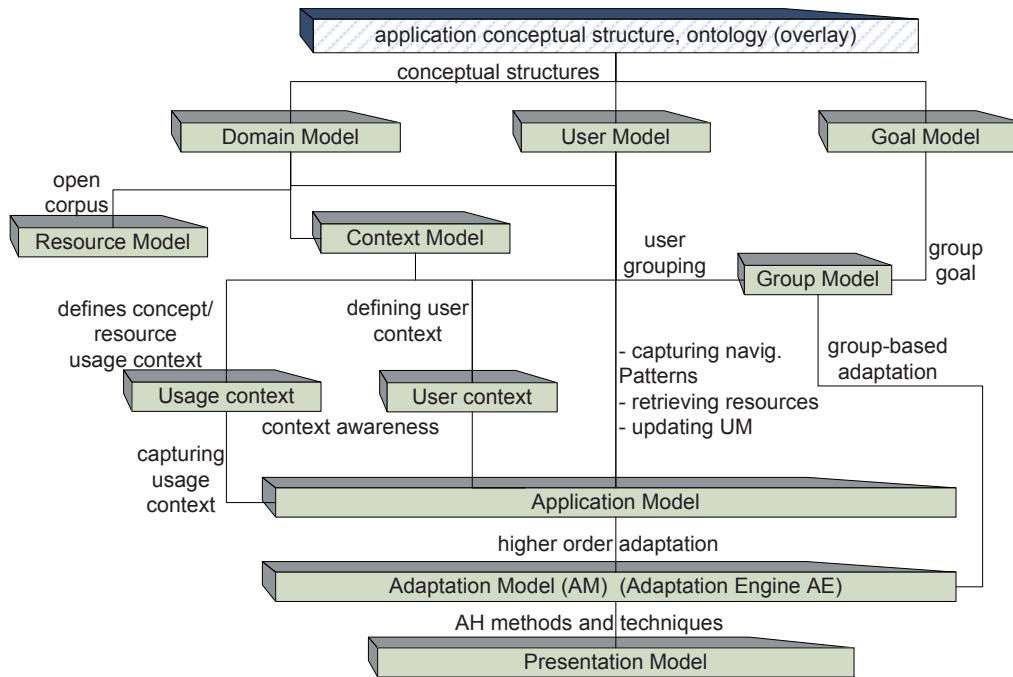 application conceptual structure, ontology (overlay)
conceptual structures
Domain Model
User Model
Goal Model
open
corpus
Resource Model
Context Model
user
grouping
Group Model
group
goal
defines concept/
resource
usage context
defining user
context
- capturing navig.
Patterns
- retrieving resources
- updating UM
group-based
adaptation
Usage context
User context
context awareness
capturing
usage
context
Application Model
higher order adaptation
Adaptation Model (AM)  (Adaptation Engine AE)
AH methods and techniques
Presentation Model